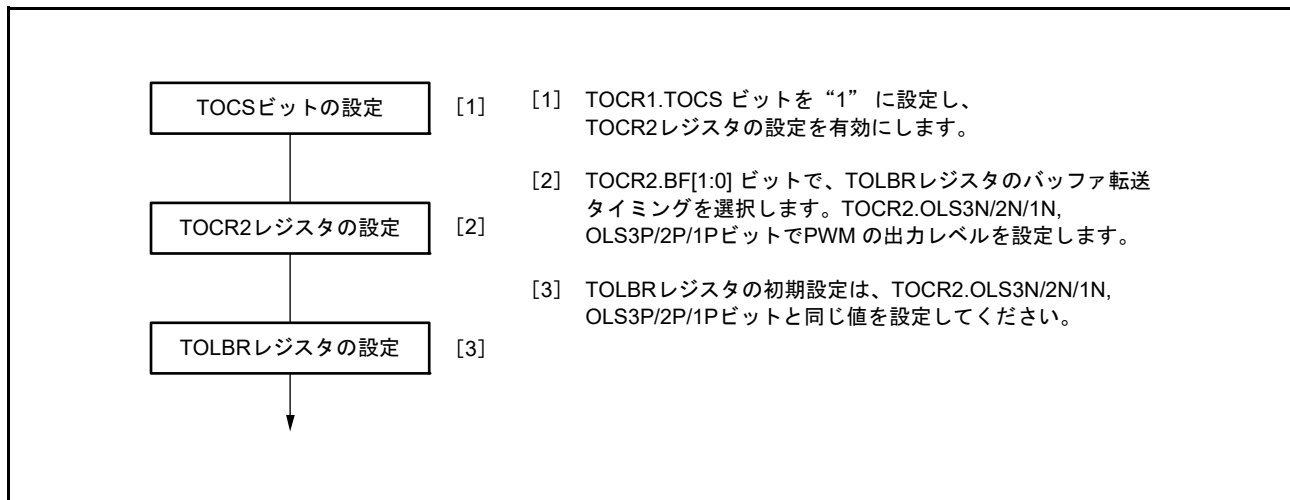 TOCSビットの設定 [1]
TOCR2レジスタの設定 [2]
TOLBRレジスタの設定 [3]
[1] TOCR1.TOCS ビットを“1” に設定し、
TOCR2レジスタの設定を有効にします。
[2] TOCR2.BF[1:0] ビットで、TOLBRレジスタのバッファ転送
タイミングを選択します。TOCR2.OLS3N/2N/1N,
OLS3P/2P/1PビットでPWM の出力レベルを設定します。
[3] TOLBRレジスタの初期設定は、TOCR2.OLS3N/2N/1N,
OLS3P/2P/1Pビットと同じ値を設定してください。